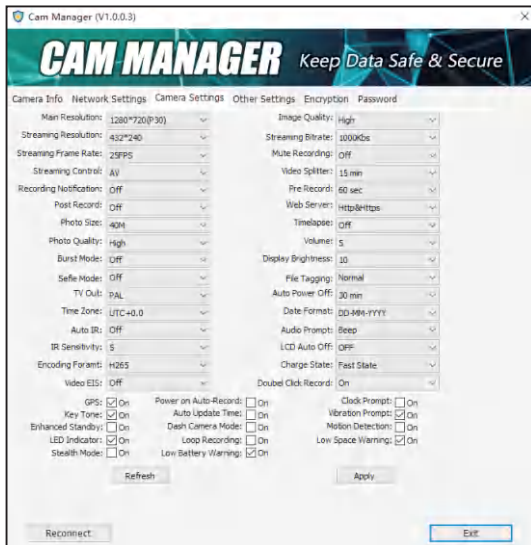 Cam Manager (V1.0.0.3)
CAM MANAGER Keep Data Safe & Secure
Camera Info Network Settings Camera Settings Other Settings Encryption Password
Main Resolution: 1280*720(P30) Image Quality: High
Streaming Resolution: 432*240 Streaming Bitrate: 1000Kbs
Streaming Frame Rate: 25FPS Mute Recording: Off
Streaming Control: AV Video Splitter: 15 min
Recording Notification: Off Pre Record: 60 sec
Post Record: Off Web Server: Http&Https
Photo Size: 40M Timelapse: Off
Photo Quality: High Volume: 5
Burst Mode: Off Display Brightness: 10
Selfie Mode: Off File Tagging: Normal
TV Out: PAL Auto Power Off: 30 min
Time Zone: UTC+0.0 Date Format: DD-MM-YYYY
Auto IR: Off Audio Prompt: Beep
IR Sensitivity: 5 LCD Auto Off: OFF
Encoding Foramt: H265 Charge State: Fast State
Video EIS: Off Doubel Click Record: On
GPS: On Power on Auto-Record: On Clock Prompt: On
Key Tone: On Auto Update Time: On Vibration Prompt: On
Enhanced Standby: On Dash Camera Mode: On Motion Detection: On
LED Indicator: On Loop Recording: On Low Space Warning: On
Stealth Mode: On Low Battery Warning: On
Refresh Apply
Reconnect Exit